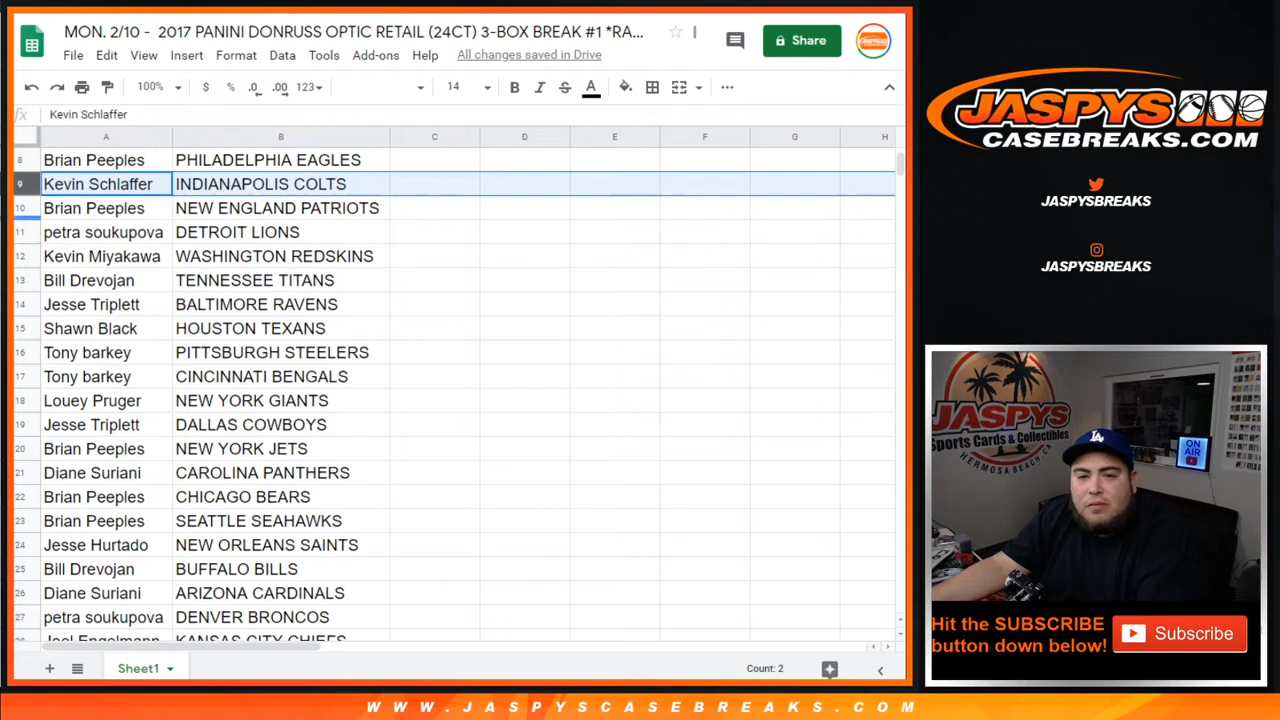 MON. 2/10 - 2017 PANINI DONRUSS OPTIC RETAIL (24CT) 3-BOX BREAK #1 *RA...
Share
File Edit View Insert Format Data Tools Add-ons Help All changes saved in Drive
100% $ % .0 .00 123 14 B I S A
fx Kevin Schlaffer
A B C D E F G H
8 Brian Peeples PHILADELPHIA EAGLES
9 Kevin Schlaffer INDIANAPOLIS COLTS
10 Brian Peeples NEW ENGLAND PATRIOTS
11 petra soukupova DETROIT LIONS
12 Kevin Miyakawa WASHINGTON REDSKINS
13 Bill Drevojan TENNESSEE TITANS
14 Jesse Triplett BALTIMORE RAVENS
15 Shawn Black HOUSTON TEXANS
16 Tony barkey PITTSBURGH STEELERS
17 Tony barkey CINCINNATI BENGALS
18 Louey Pruger NEW YORK GIANTS
19 Jesse Triplett DALLAS COWBOYS
20 Brian Peeples NEW YORK JETS
21 Diane Suriani CAROLINA PANTHERS
22 Brian Peeples CHICAGO BEARS
23 Brian Peeples SEATTLE SEAHAWKS
24 Jesse Hurtado NEW ORLEANS SAINTS
25 Bill Drevojan BUFFALO BILLS
26 Diane Suriani ARIZONA CARDINALS
27 petra soukupova DENVER BRONCOS
28 Joel Engelmann KANSAS CITY CHIEFS
Sheet1 Count: 2
JASPYS
CASEBREAKS.COM
JASPYSBREAKS
JASPYSBREAKS
JASPYS
Sports Cards & Collectibles
HERMOSA BEACH, CA
LA
ON
AIR
Hit the SUBSCRIBE
button down below!
Subscribe
WWW.JASPYSCASEBREAKS.COM